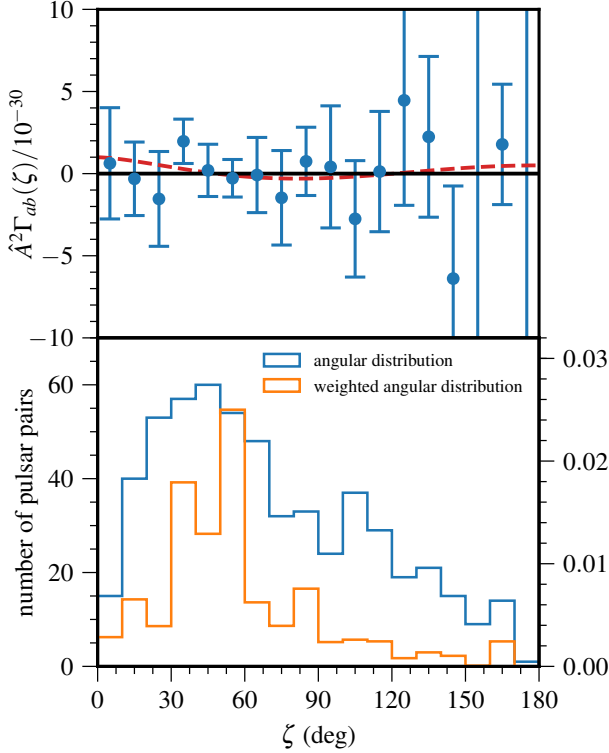 10
5
0
−5
−10
Â²Γab(ζ)/10⁻³⁰
angular distribution
weighted angular distribution
60
40
20
0
number of pulsar pairs
0.03
0.02
0.01
0.00
0 30 60 90 120 150 180
ζ (deg)